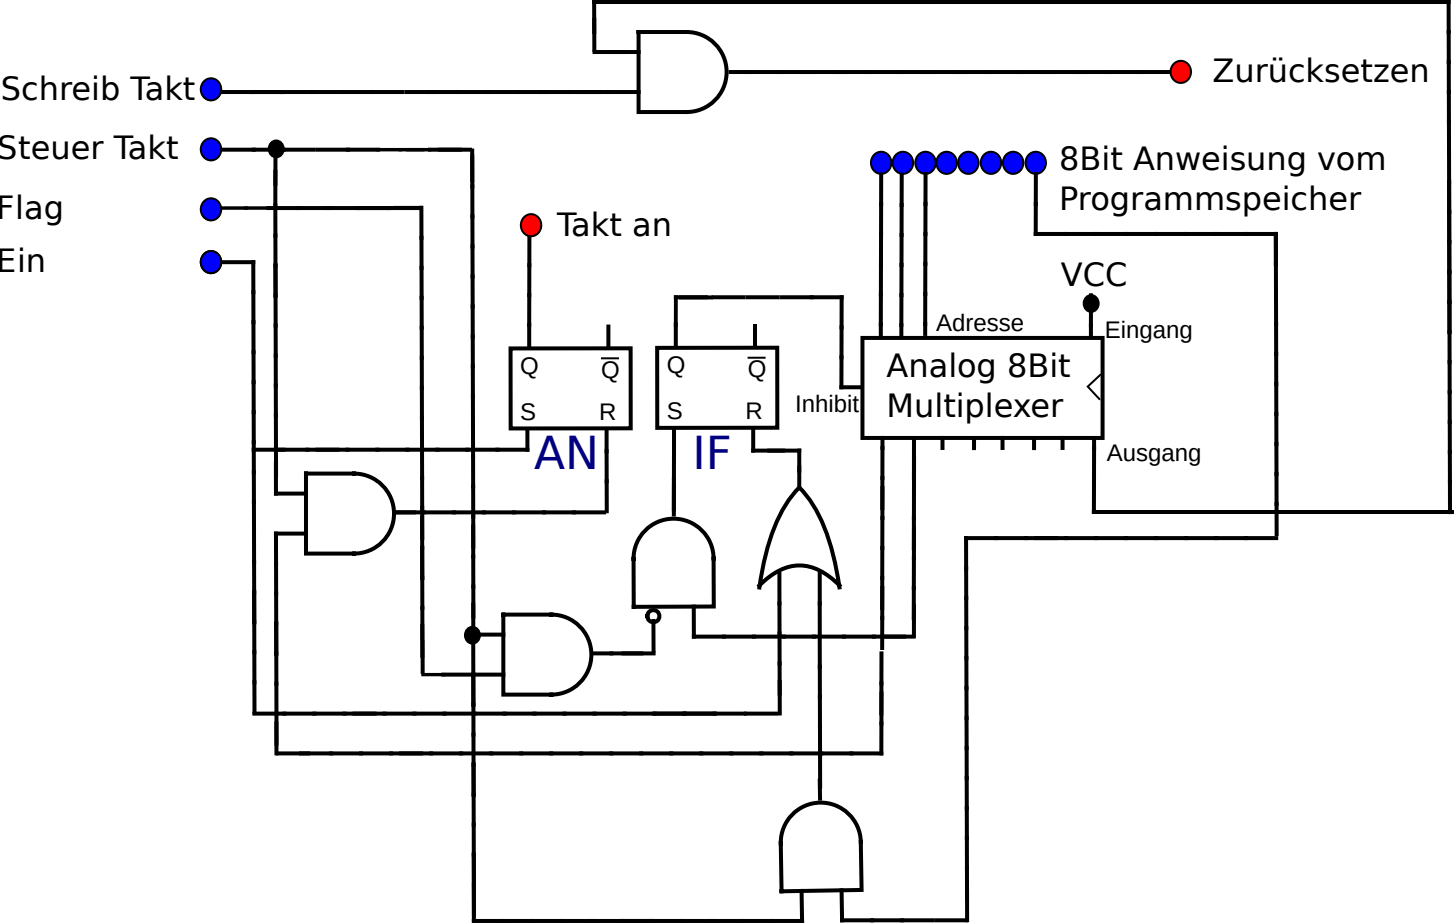 Schreib Takt
Zurücksetzen
Steuer Takt
8Bit Anweisung vom
Programmspeicher
Flag
Takt an
Ein
VCC
Adresse
Eingang
Q
Q̅
Q
Q̅
Analog 8Bit
Multiplexer
Inhibit
S
R
S
R
AN
IF
Ausgang